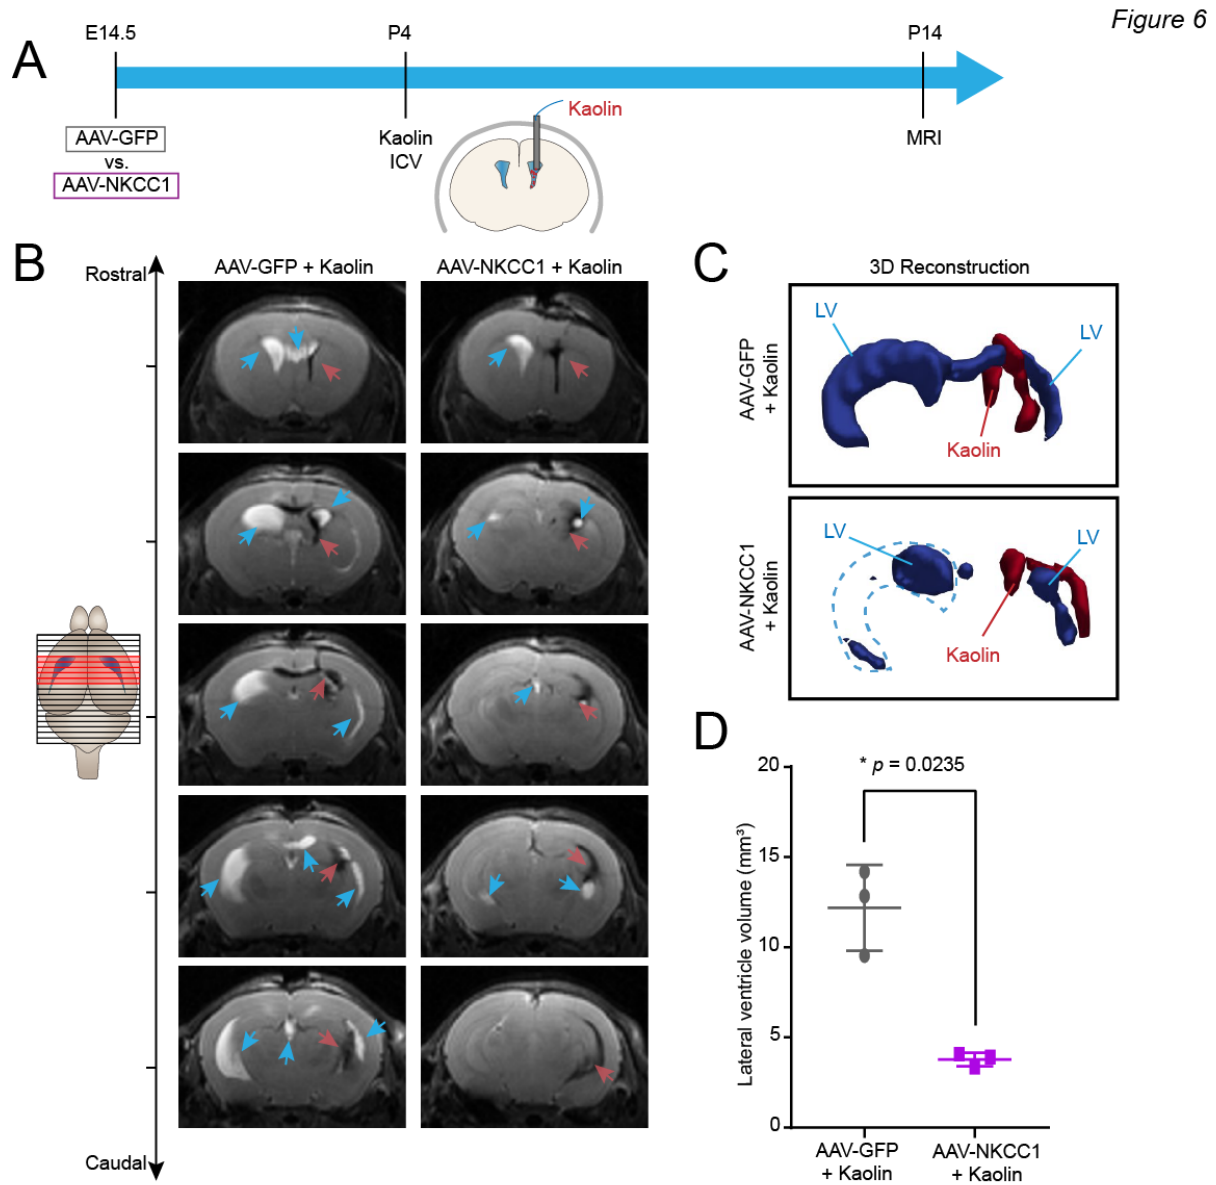 Figure 6
A
E14.5
P4
P14
AAV-GFP
vs.
AAV-NKCC1
Kaolin
ICV
Kaolin
MRI
B
Rostral
AAV-GFP + Kaolin
AAV-NKCC1 + Kaolin
Caudal
C
3D Reconstruction
AAV-GFP
+ Kaolin
LV
LV
Kaolin
AAV-NKCC1
+ Kaolin
LV
LV
Kaolin
D
* p = 0.0235
Lateral ventricle volume (mm³)
20
15
10
5
0
AAV-GFP
+ Kaolin
AAV-NKCC1
+ Kaolin